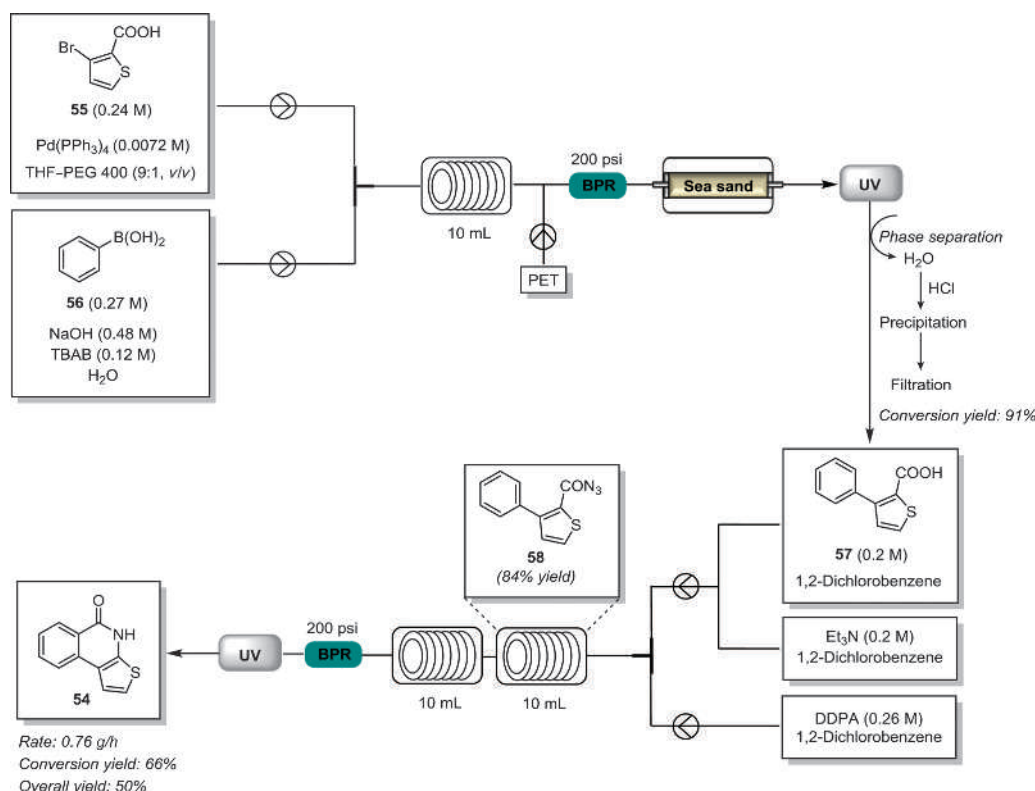 COOH
Br
S
55 (0.24 M)
Pd(PPh3)4 (0.0072 M)
THF–PEG 400 (9:1, v/v)
B(OH)2
56 (0.27 M)
NaOH (0.48 M)
TBAB (0.12 M)
H2O
10 mL
PET
200 psi
BPR
Sea sand
UV
Phase separation
H2O
HCl
Precipitation
Filtration
Conversion yield: 91%
COOH
S
57 (0.2 M)
1,2-Dichlorobenzene
Et3N (0.2 M)
1,2-Dichlorobenzene
DDPA (0.26 M)
1,2-Dichlorobenzene
CON3
S
58
(84% yield)
10 mL
10 mL
200 psi
BPR
UV
O
NH
S
54
Rate: 0.76 g/h
Conversion yield: 66%
Overall yield: 50%